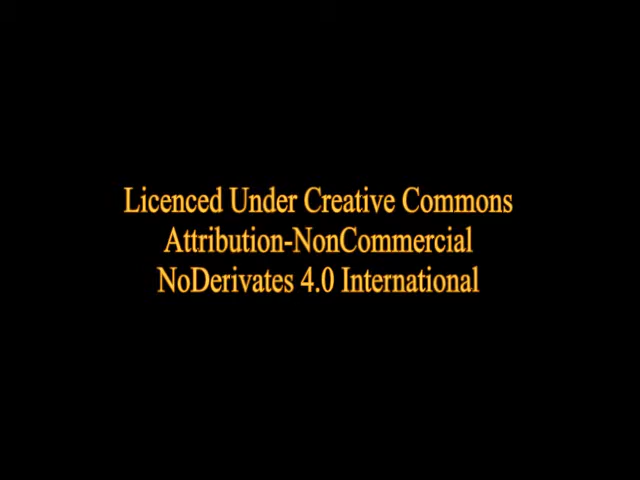 Licenced Under Creative Commons
Attribution-NonCommercial
NoDerivates 4.0 International